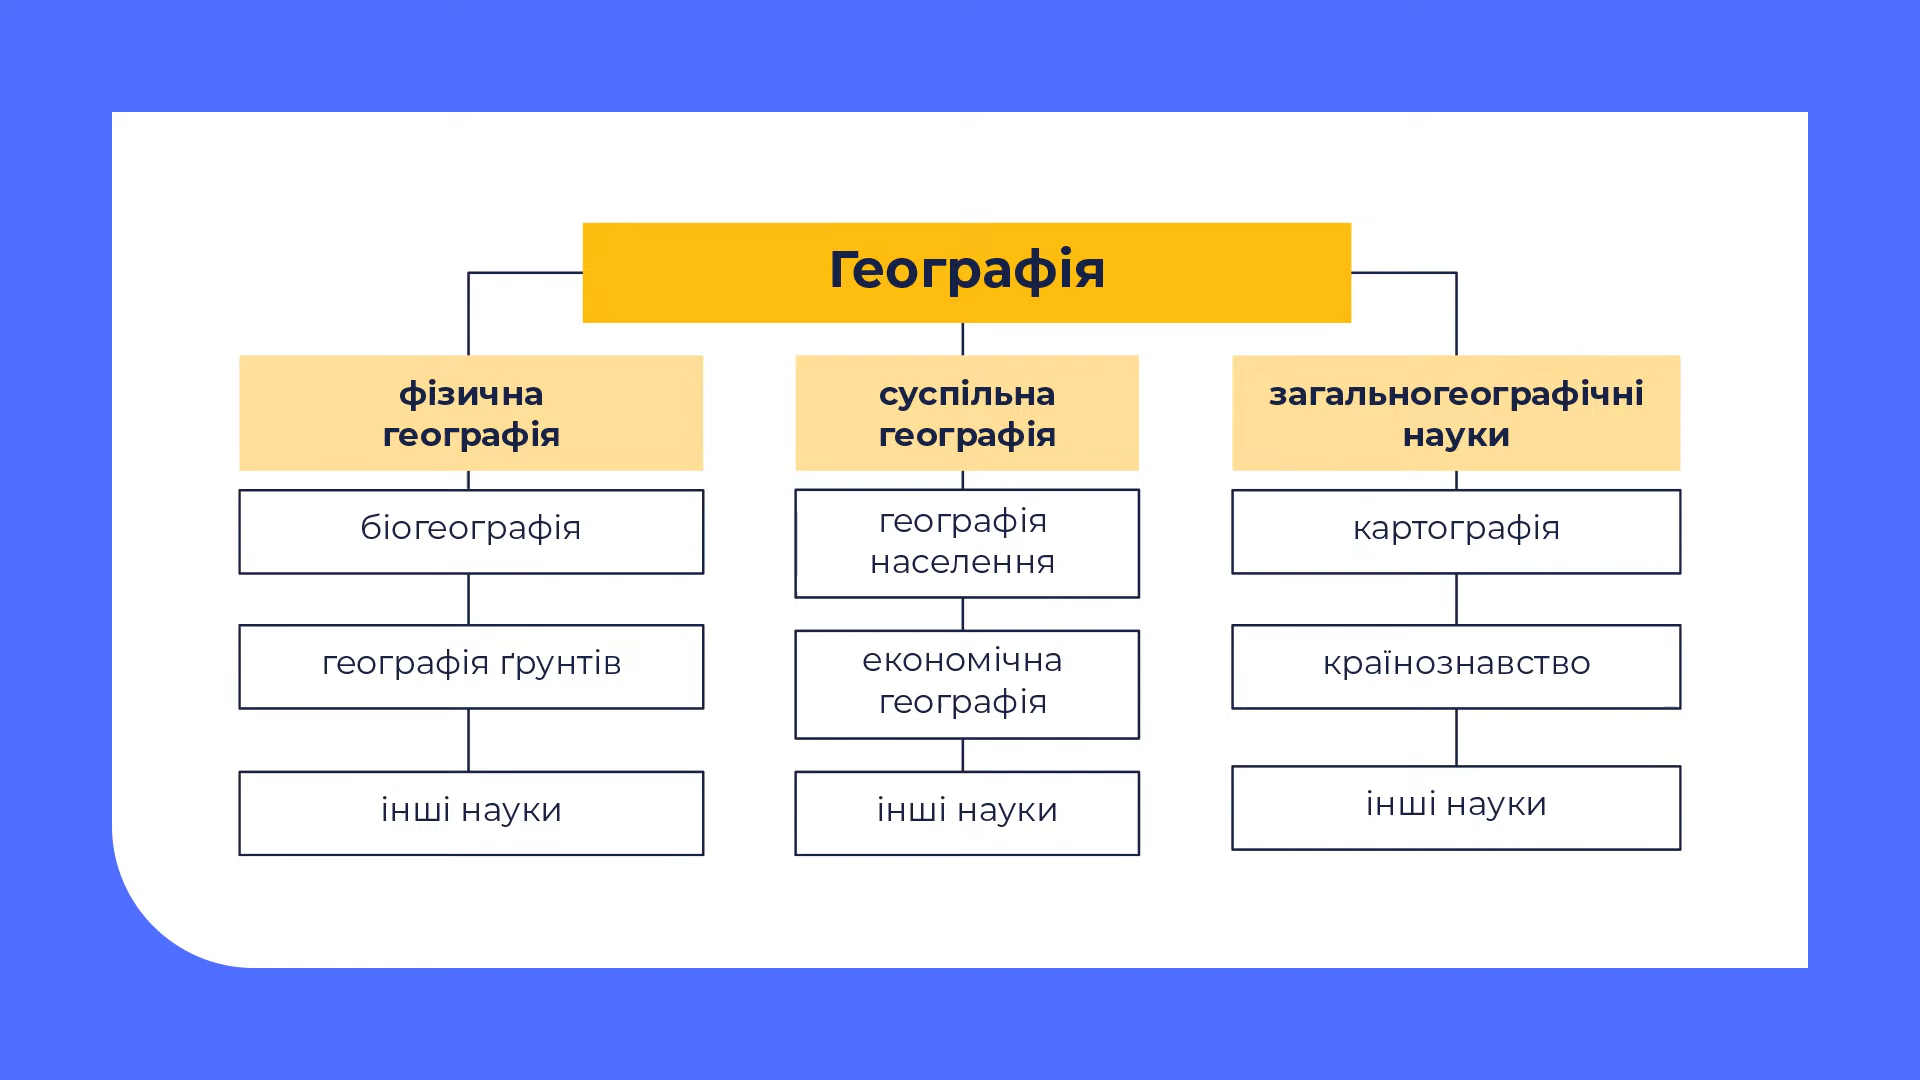 Географія
фізична
географія
біогеографія
географія ґрунтів
інші науки
суспільна
географія
географія
населення
економічна
географія
інші науки
загальногеографічні
науки
картографія
країнознавство
інші науки